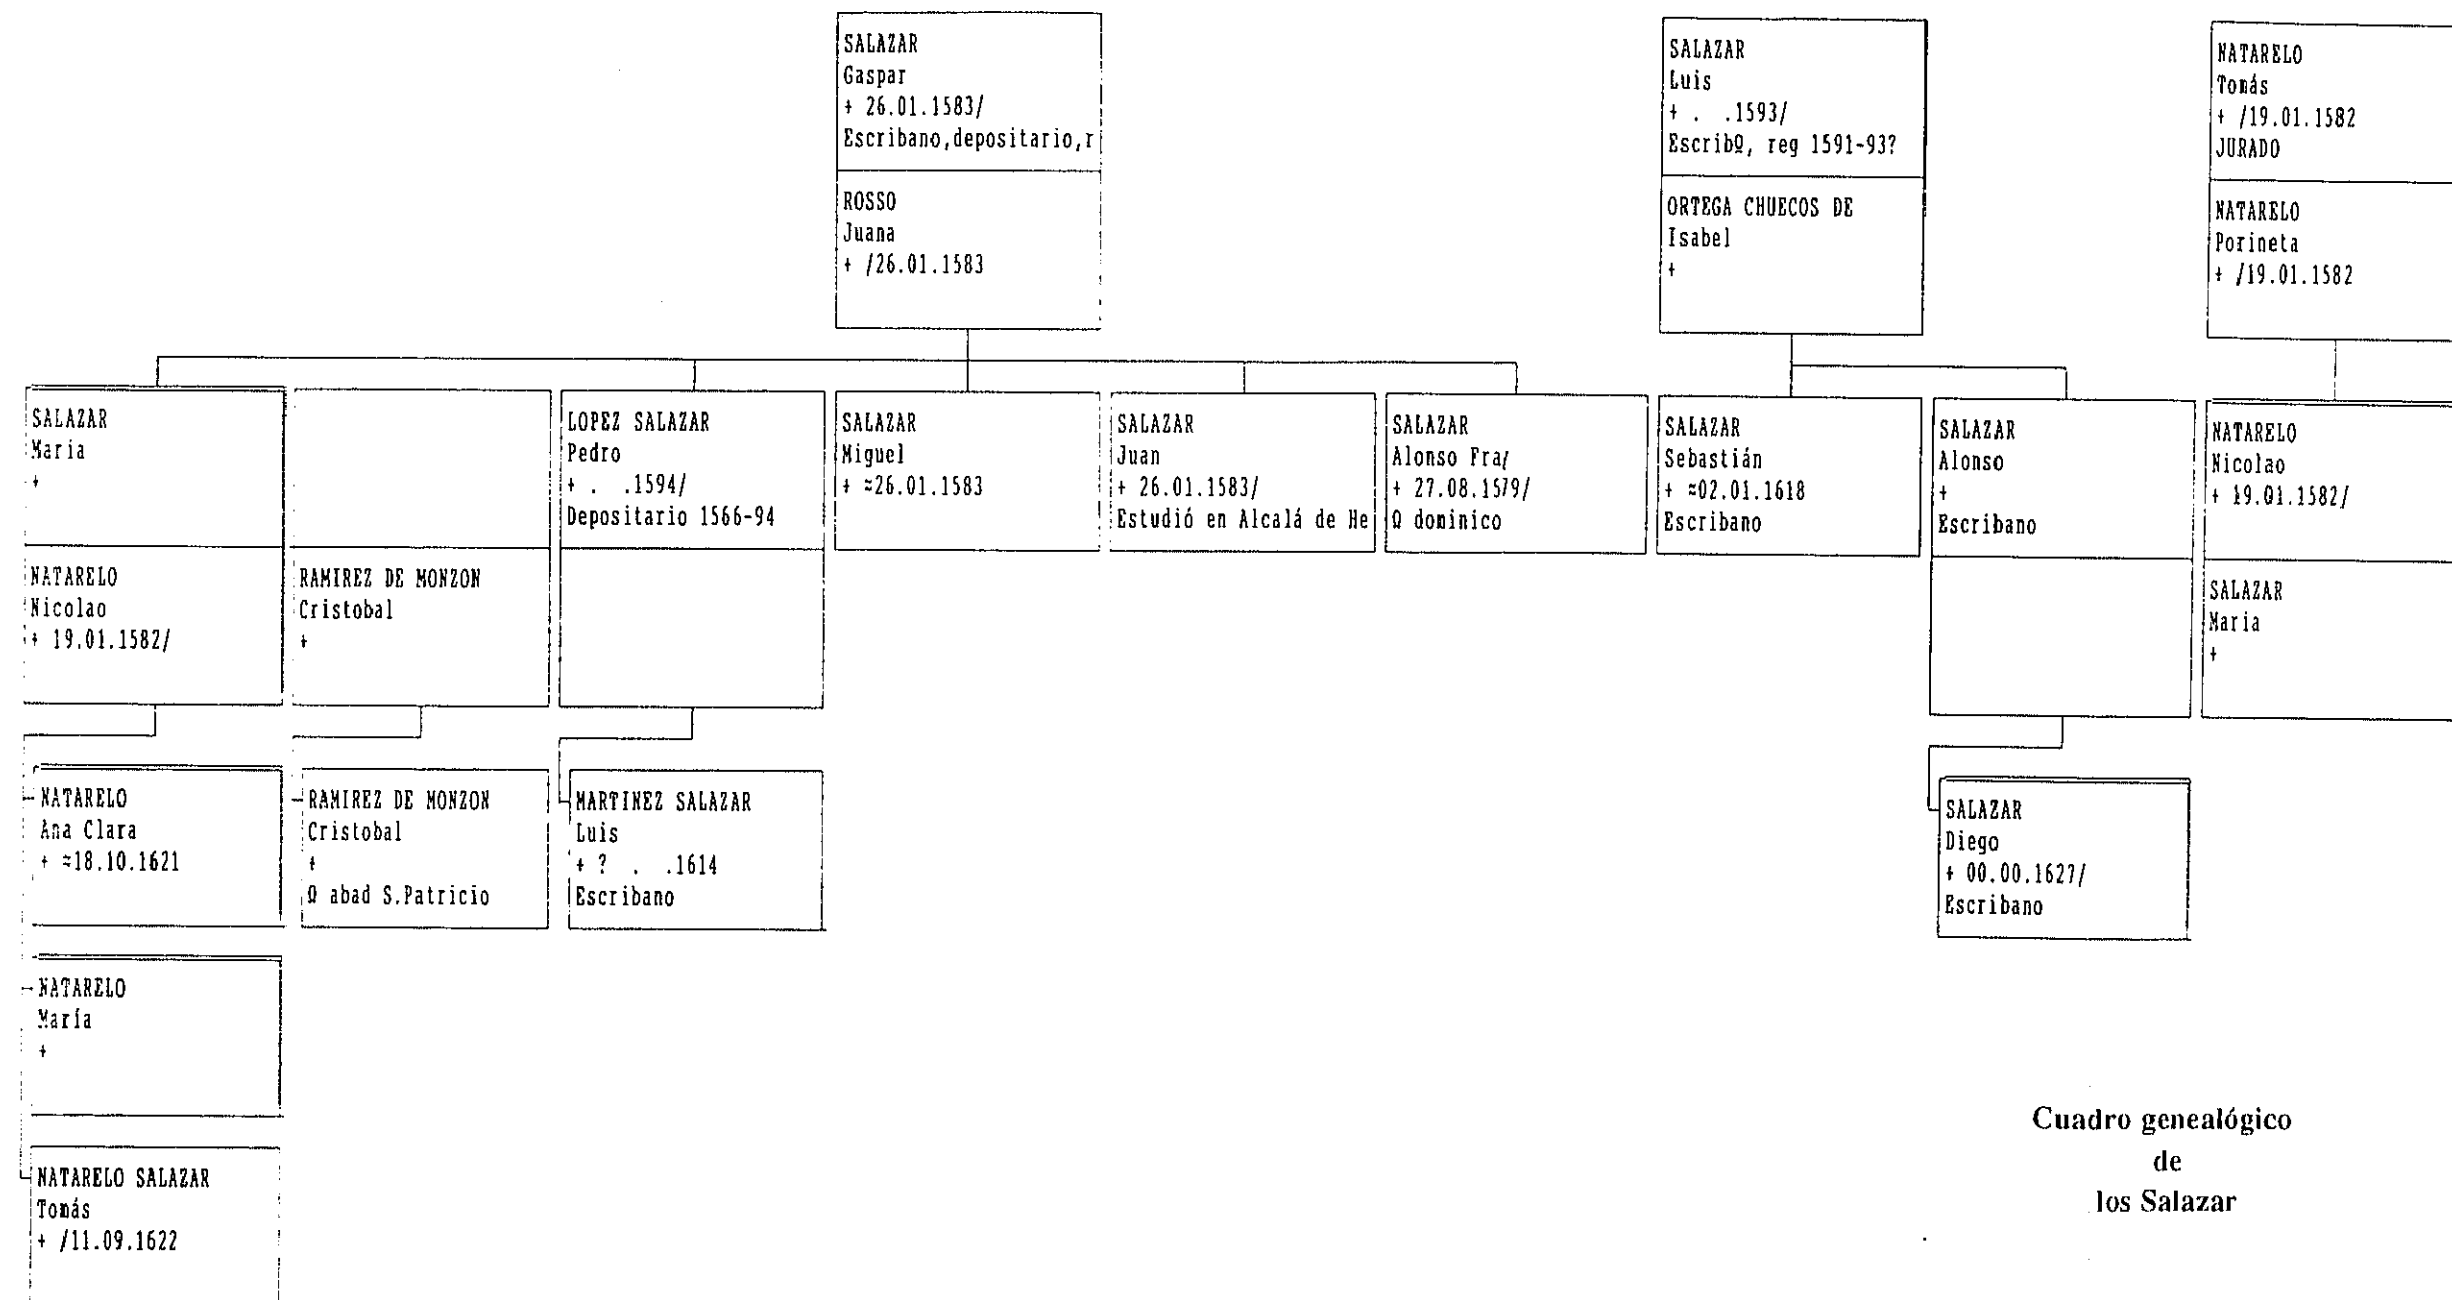 SALAZAR
Gaspar
+ 26.01.1583/
Escribano,depositario,r
ROSSO
Juana
+ /26.01.1583
SALAZAR
Luis
+ . .1593/
EscribΩ, reg 1591-93?
ORTEGA CHUECOS DE
Isabel
+
NATARELO
Tomás
+ /19.01.1582
JURADO
NATARELO
Porineta
+ /19.01.1582
SALAZAR
Maria
+
NATARELO
Nicolao
+ 19.01.1582/
RAMIREZ DE MONZON
Cristobal
+
LOPEZ SALAZAR
Pedro
+ . .1594/
Depositario 1566-94
SALAZAR
Miguel
+ ≈26.01.1583
SALAZAR
Juan
+ 26.01.1583/
Estudió en Alcalá de He
SALAZAR
Alonso Fray
+ 27.08.1579/
Ω dominico
SALAZAR
Sebastián
+ ≈02.01.1618
Escribano
SALAZAR
Alonso
+
Escribano
NATARELO
Nicolao
+ 19.01.1582/
SALAZAR
Maria
+
NATARELO
Ana Clara
+ ≈18.10.1621
RAMIREZ DE MONZON
Cristobal
+
Ω abad S.Patricio
MARTINEZ SALAZAR
Luis
+ ? . .1614
Escribano
SALAZAR
Diego
+ 00.00.1627/
Escribano
NATARELO
María
+
NATARELO SALAZAR
Tomás
+ /11.09.1622
Cuadro genealógico
de
los Salazar